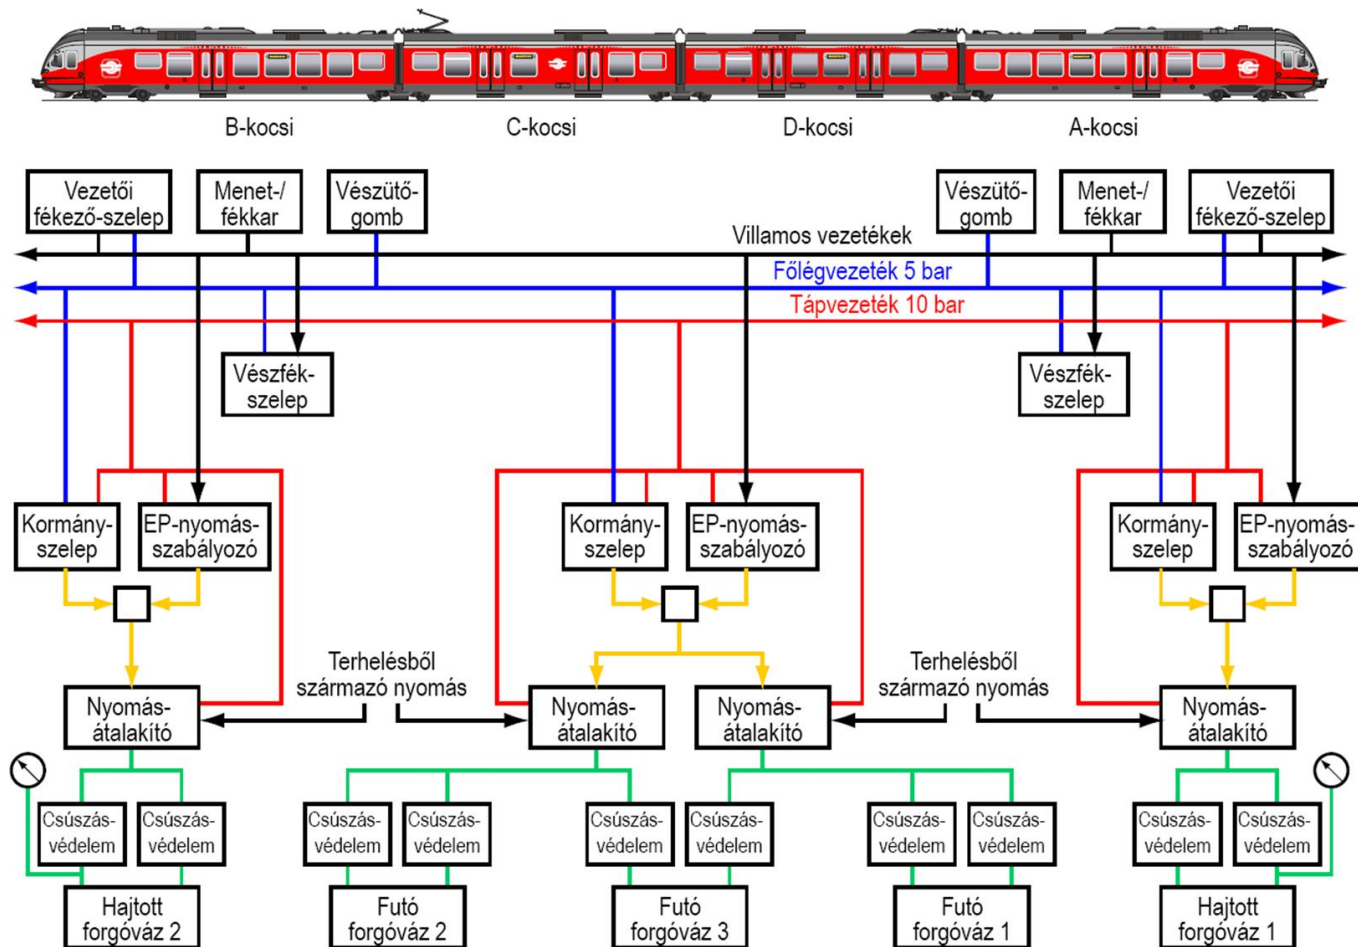 B-kocsi
C-kocsi
D-kocsi
A-kocsi
Vezetői
fékező-szelep
Menet-/
fékkar
Vészütő-
gomb
Vészütő-
gomb
Menet-/
fékkar
Vezetői
fékező-szelep
Villamos vezetékek
Főlégvezeték 5 bar
Tápvezeték 10 bar
Vészfék-
szelep
Vészfék-
szelep
Kormány-
szelep
EP-nyomás-
szabályozó
Kormány-
szelep
EP-nyomás-
szabályozó
Kormány-
szelep
EP-nyomás-
szabályozó
Terhelésből
származó nyomás
Terhelésből
származó nyomás
Nyomás-
átalakító
Nyomás-
átalakító
Nyomás-
átalakító
Nyomás-
átalakító
Csúszás-
védelem
Csúszás-
védelem
Csúszás-
védelem
Csúszás-
védelem
Csúszás-
védelem
Csúszás-
védelem
Csúszás-
védelem
Csúszás-
védelem
Csúszás-
védelem
Csúszás-
védelem
Hajtott
forgóváz 2
Futó
forgóváz 2
Futó
forgóváz 3
Futó
forgóváz 1
Hajtott
forgóváz 1